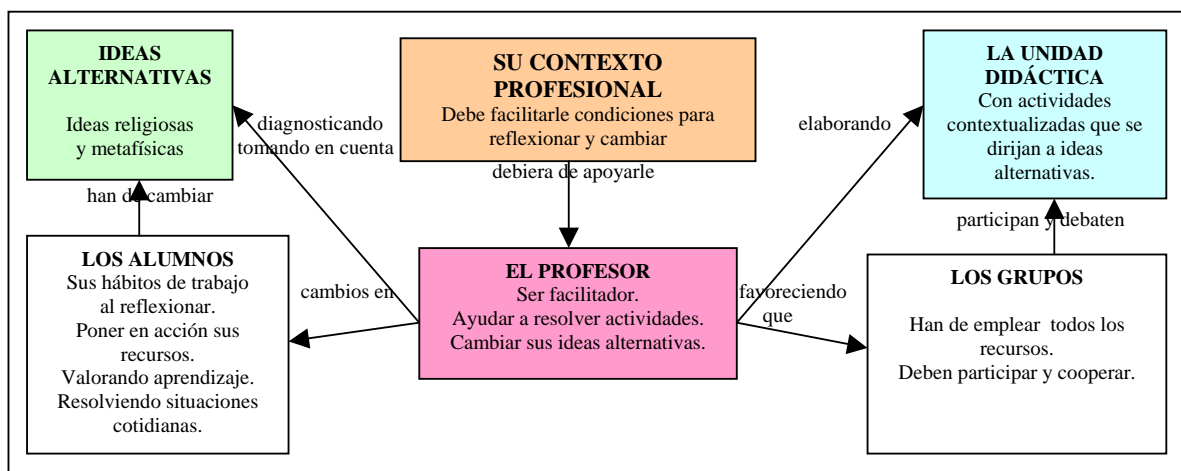 IDEAS
ALTERNATIVAS
Ideas religiosas
y metafísicas
SU CONTEXTO
PROFESIONAL
Debe facilitarle condiciones para
reflexionar y cambiar
LA UNIDAD
DIDÁCTICA
Con actividades
contextualizadas que se
dirijan a ideas
alternativas.
diagnosticando
tomando en cuenta
elaborando
debiera de apoyarle
han de cambiar
participan y debaten
LOS ALUMNOS
Sus hábitos de trabajo
al reflexionar.
Poner en acción sus
recursos.
Valorando aprendizaje.
Resolviendo situaciones
cotidianas.
cambios en
EL PROFESOR
Ser facilitador.
Ayudar a resolver actividades.
Cambiar sus ideas alternativas.
favoreciendo
que
LOS GRUPOS
Han de emplear todos los
recursos.
Deben participar y cooperar.